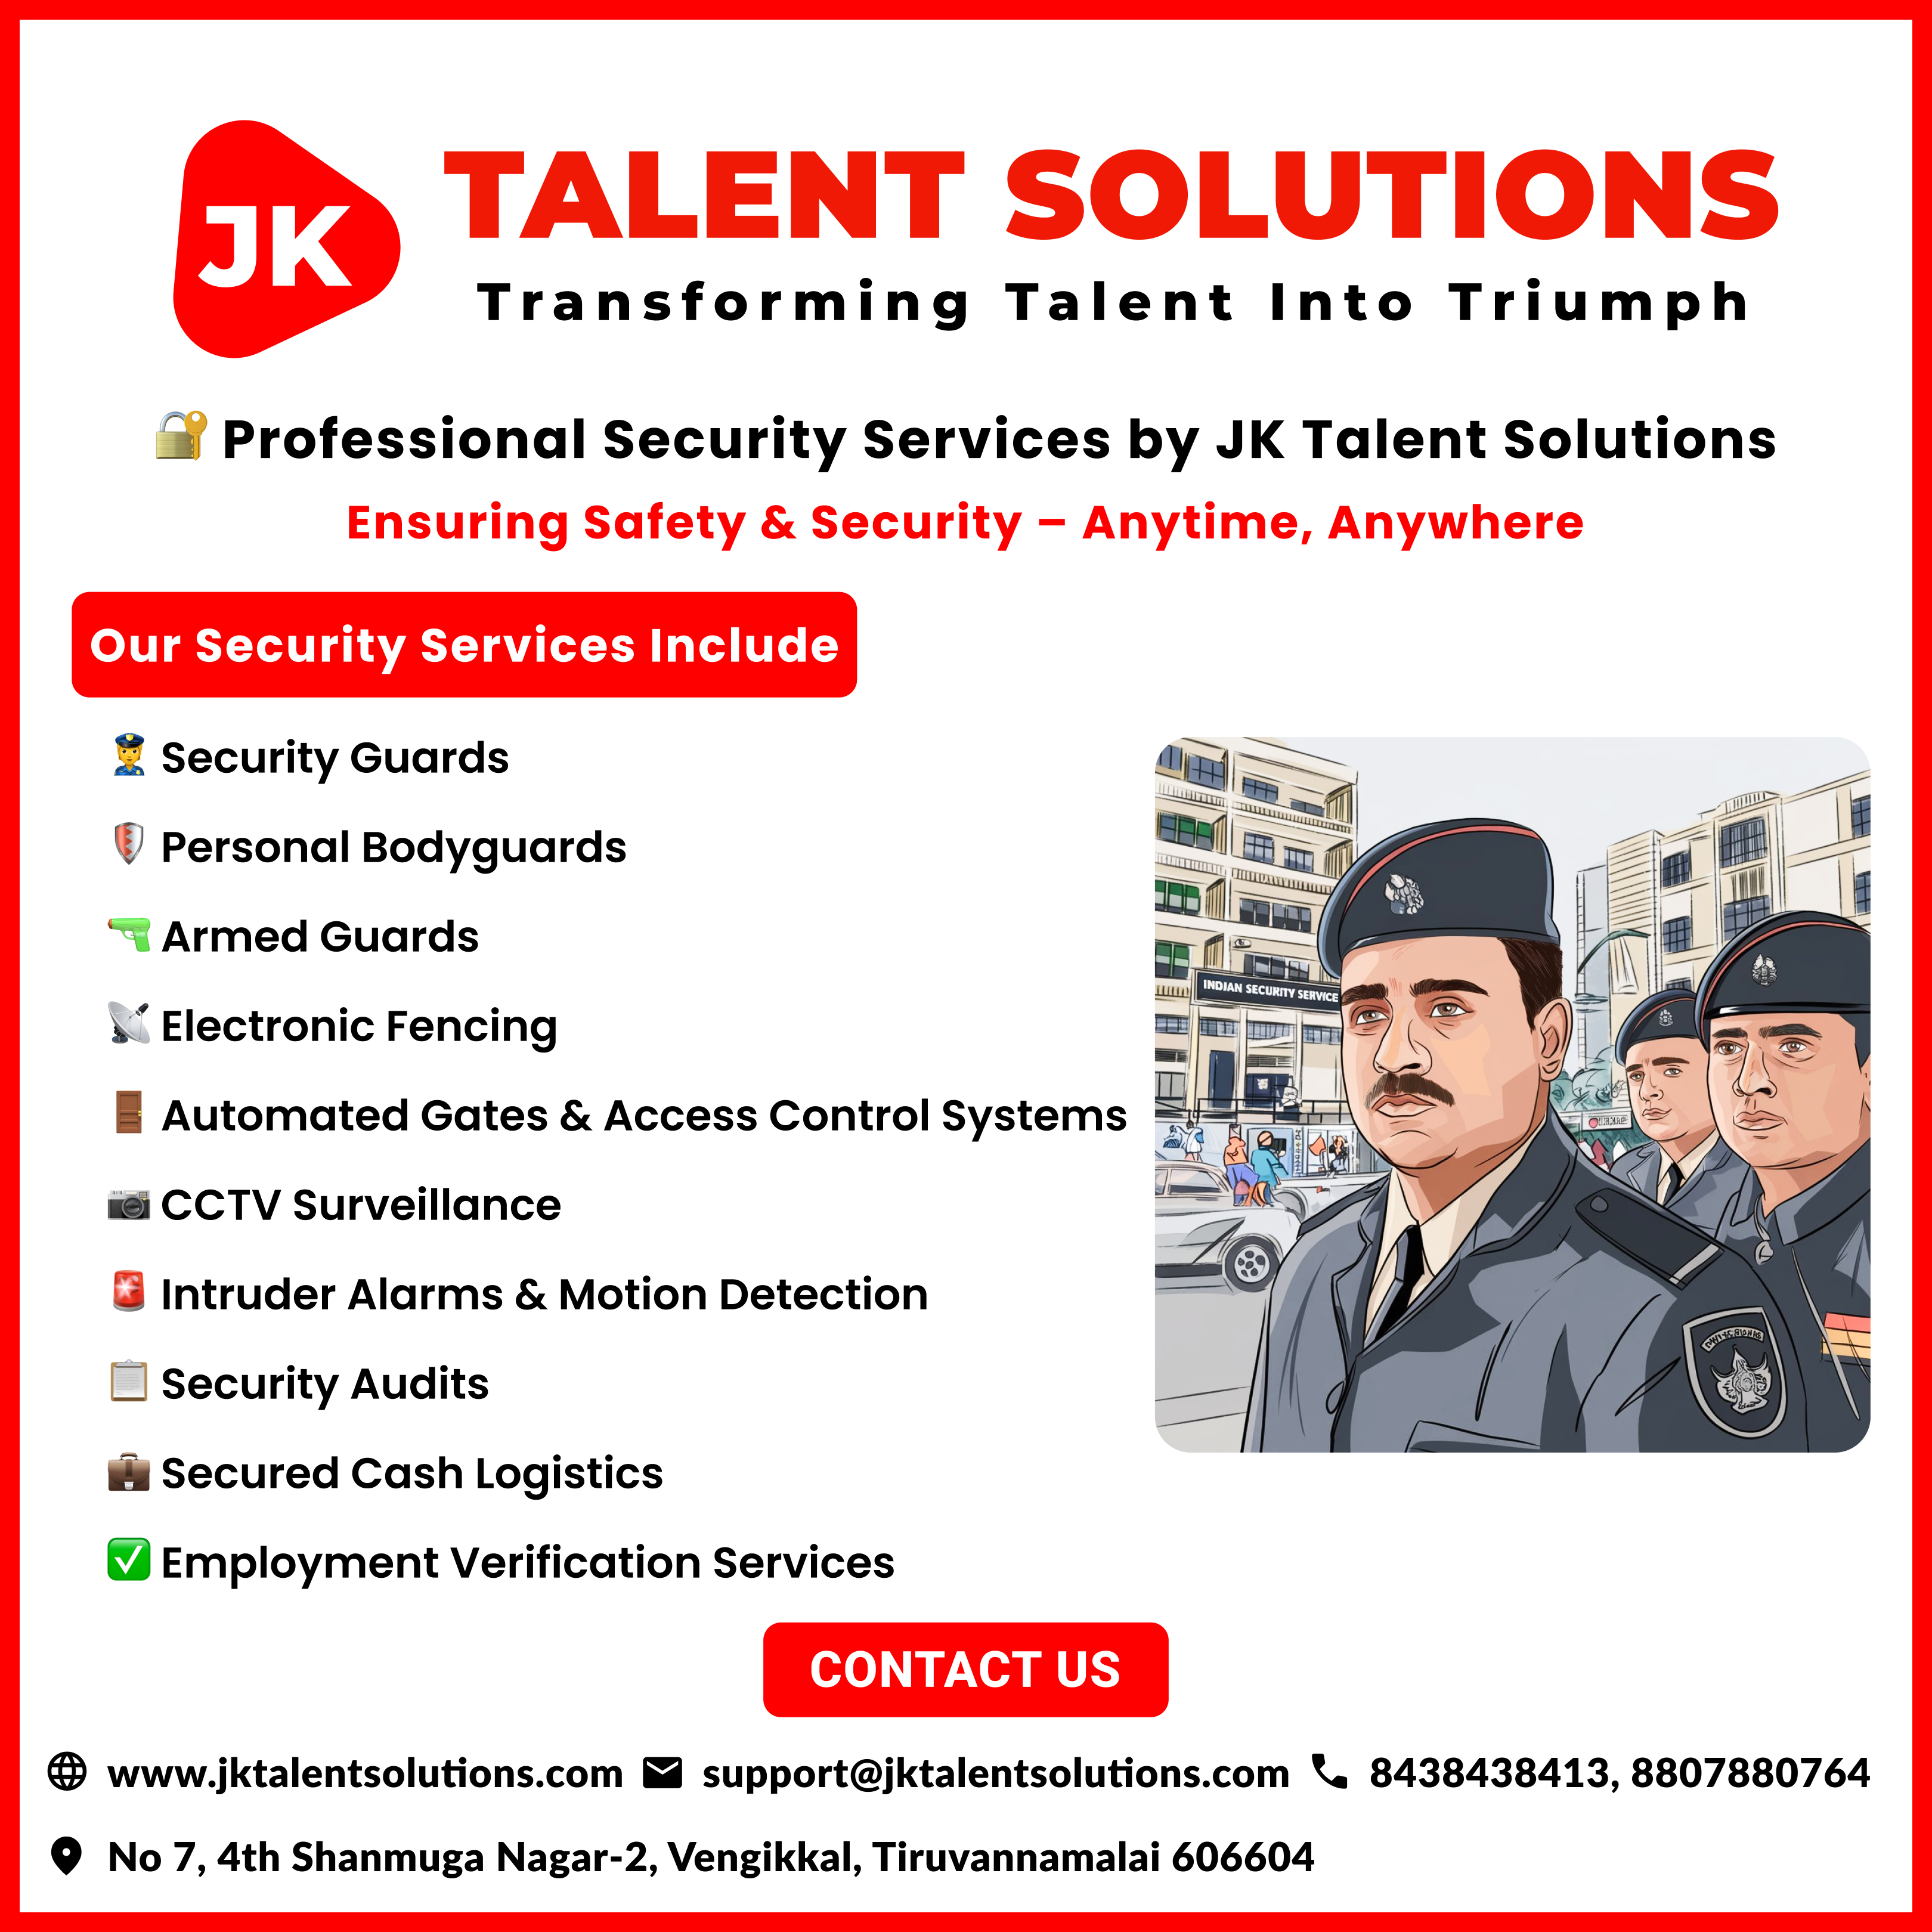 JK
TALENT SOLUTIONS
Transforming Talent Into Triumph
Professional Security Services by JK Talent Solutions
Ensuring Safety & Security – Anytime, Anywhere
Our Security Services Include
Security Guards
Personal Bodyguards
Armed Guards
Electronic Fencing
Automated Gates & Access Control Systems
CCTV Surveillance
Intruder Alarms & Motion Detection
Security Audits
Secured Cash Logistics
Employment Verification Services
INDIAN SECURITY SERVICE
CONTACT US
www.jktalentsolutions.com
support@jktalentsolutions.com
8438438413, 8807880764
No 7, 4th Shanmuga Nagar-2, Vengikkal, Tiruvannamalai 606604